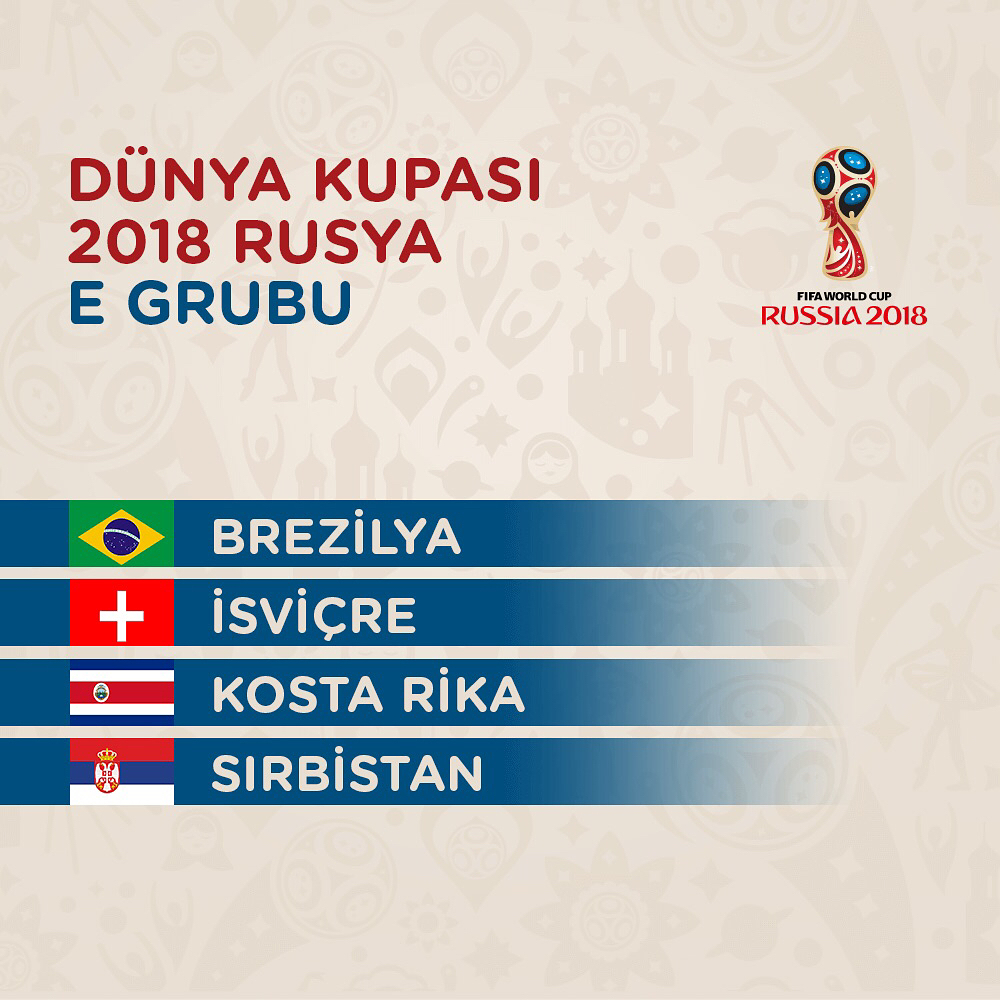 DÜNYA KUPASI
2018 RUSYA
E GRUBU
FIFA WORLD CUP
RUSSIA 2018
BREZİLYA
İSVİÇRE
KOSTA RİKA
SIRBİSTAN